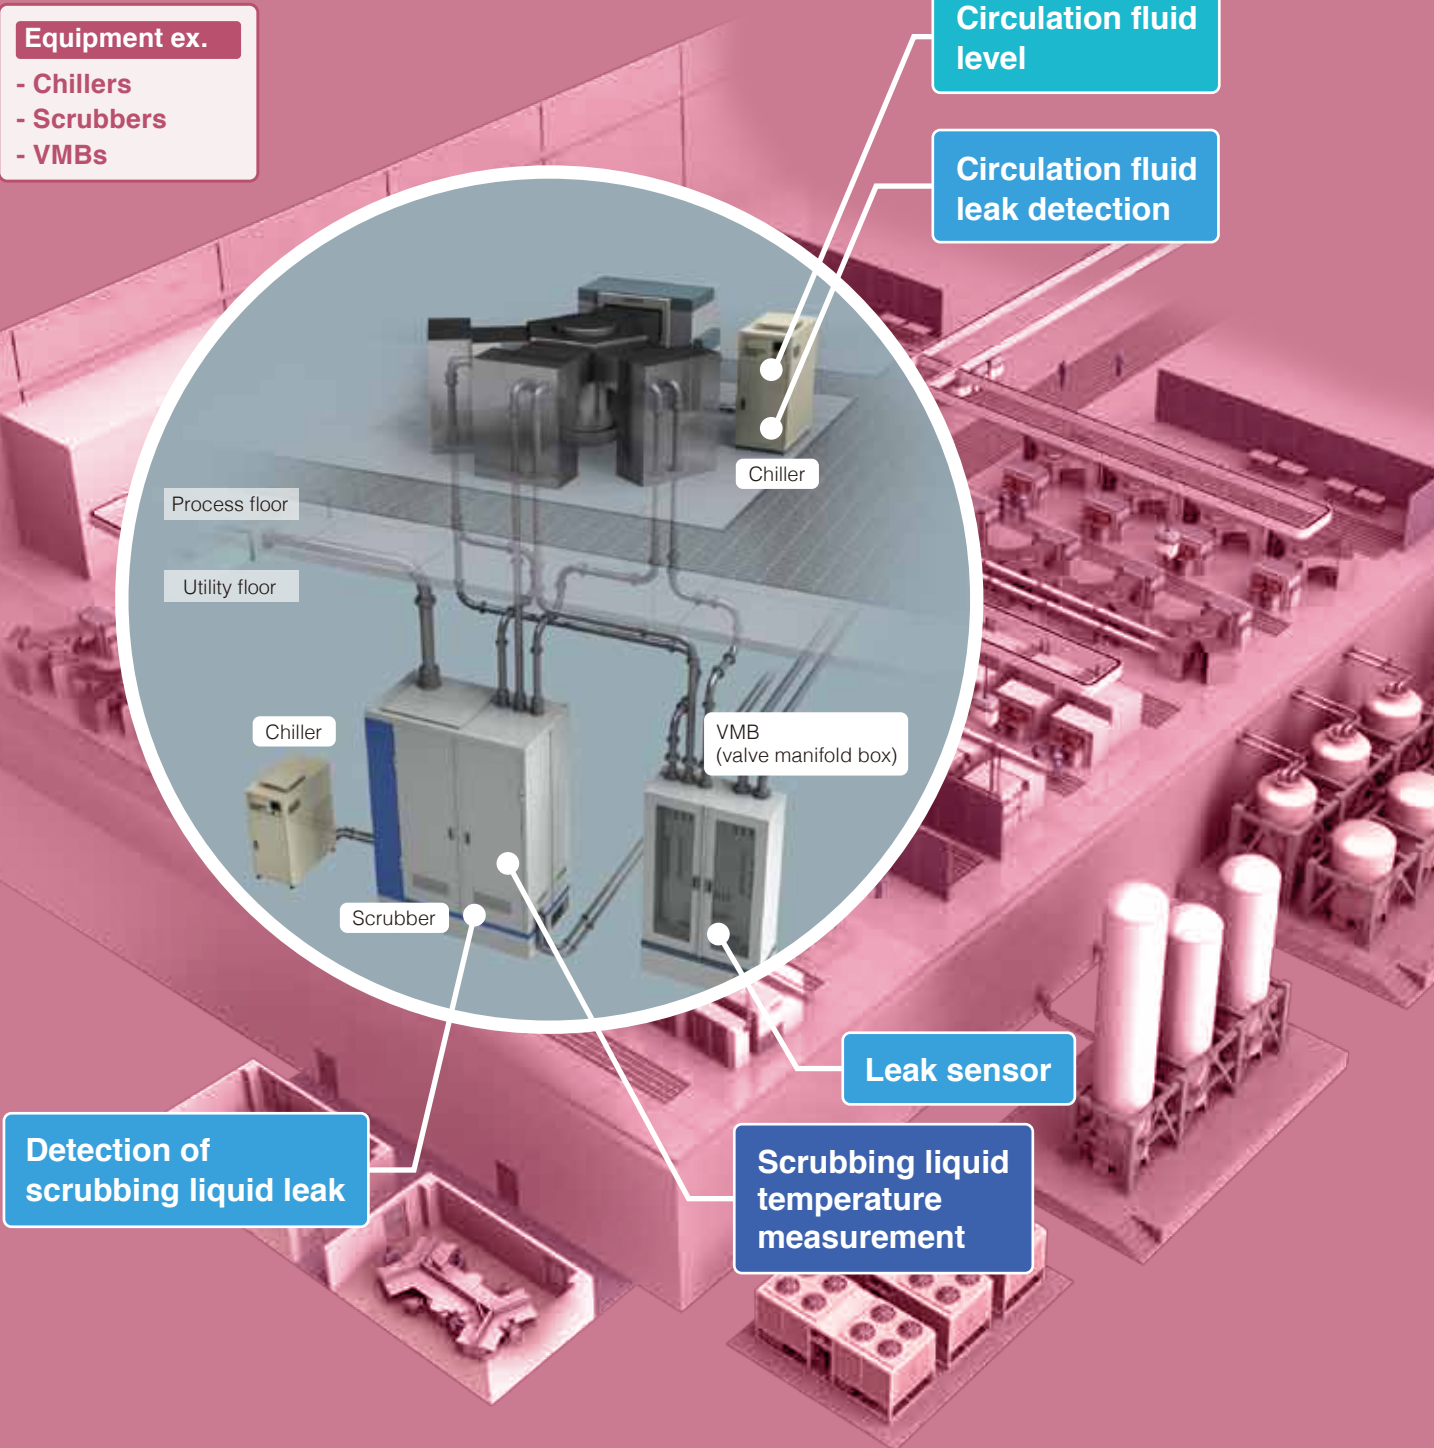 Equipment ex.
- Chillers
- Scrubbers
- VMBs
Circulation fluid
level
Circulation fluid
leak detection
Chiller
Process floor
Utility floor
Chiller
VMB
(valve manifold box)
Scrubber
Leak sensor
Detection of
scrubbing liquid leak
Scrubbing liquid
temperature
measurement